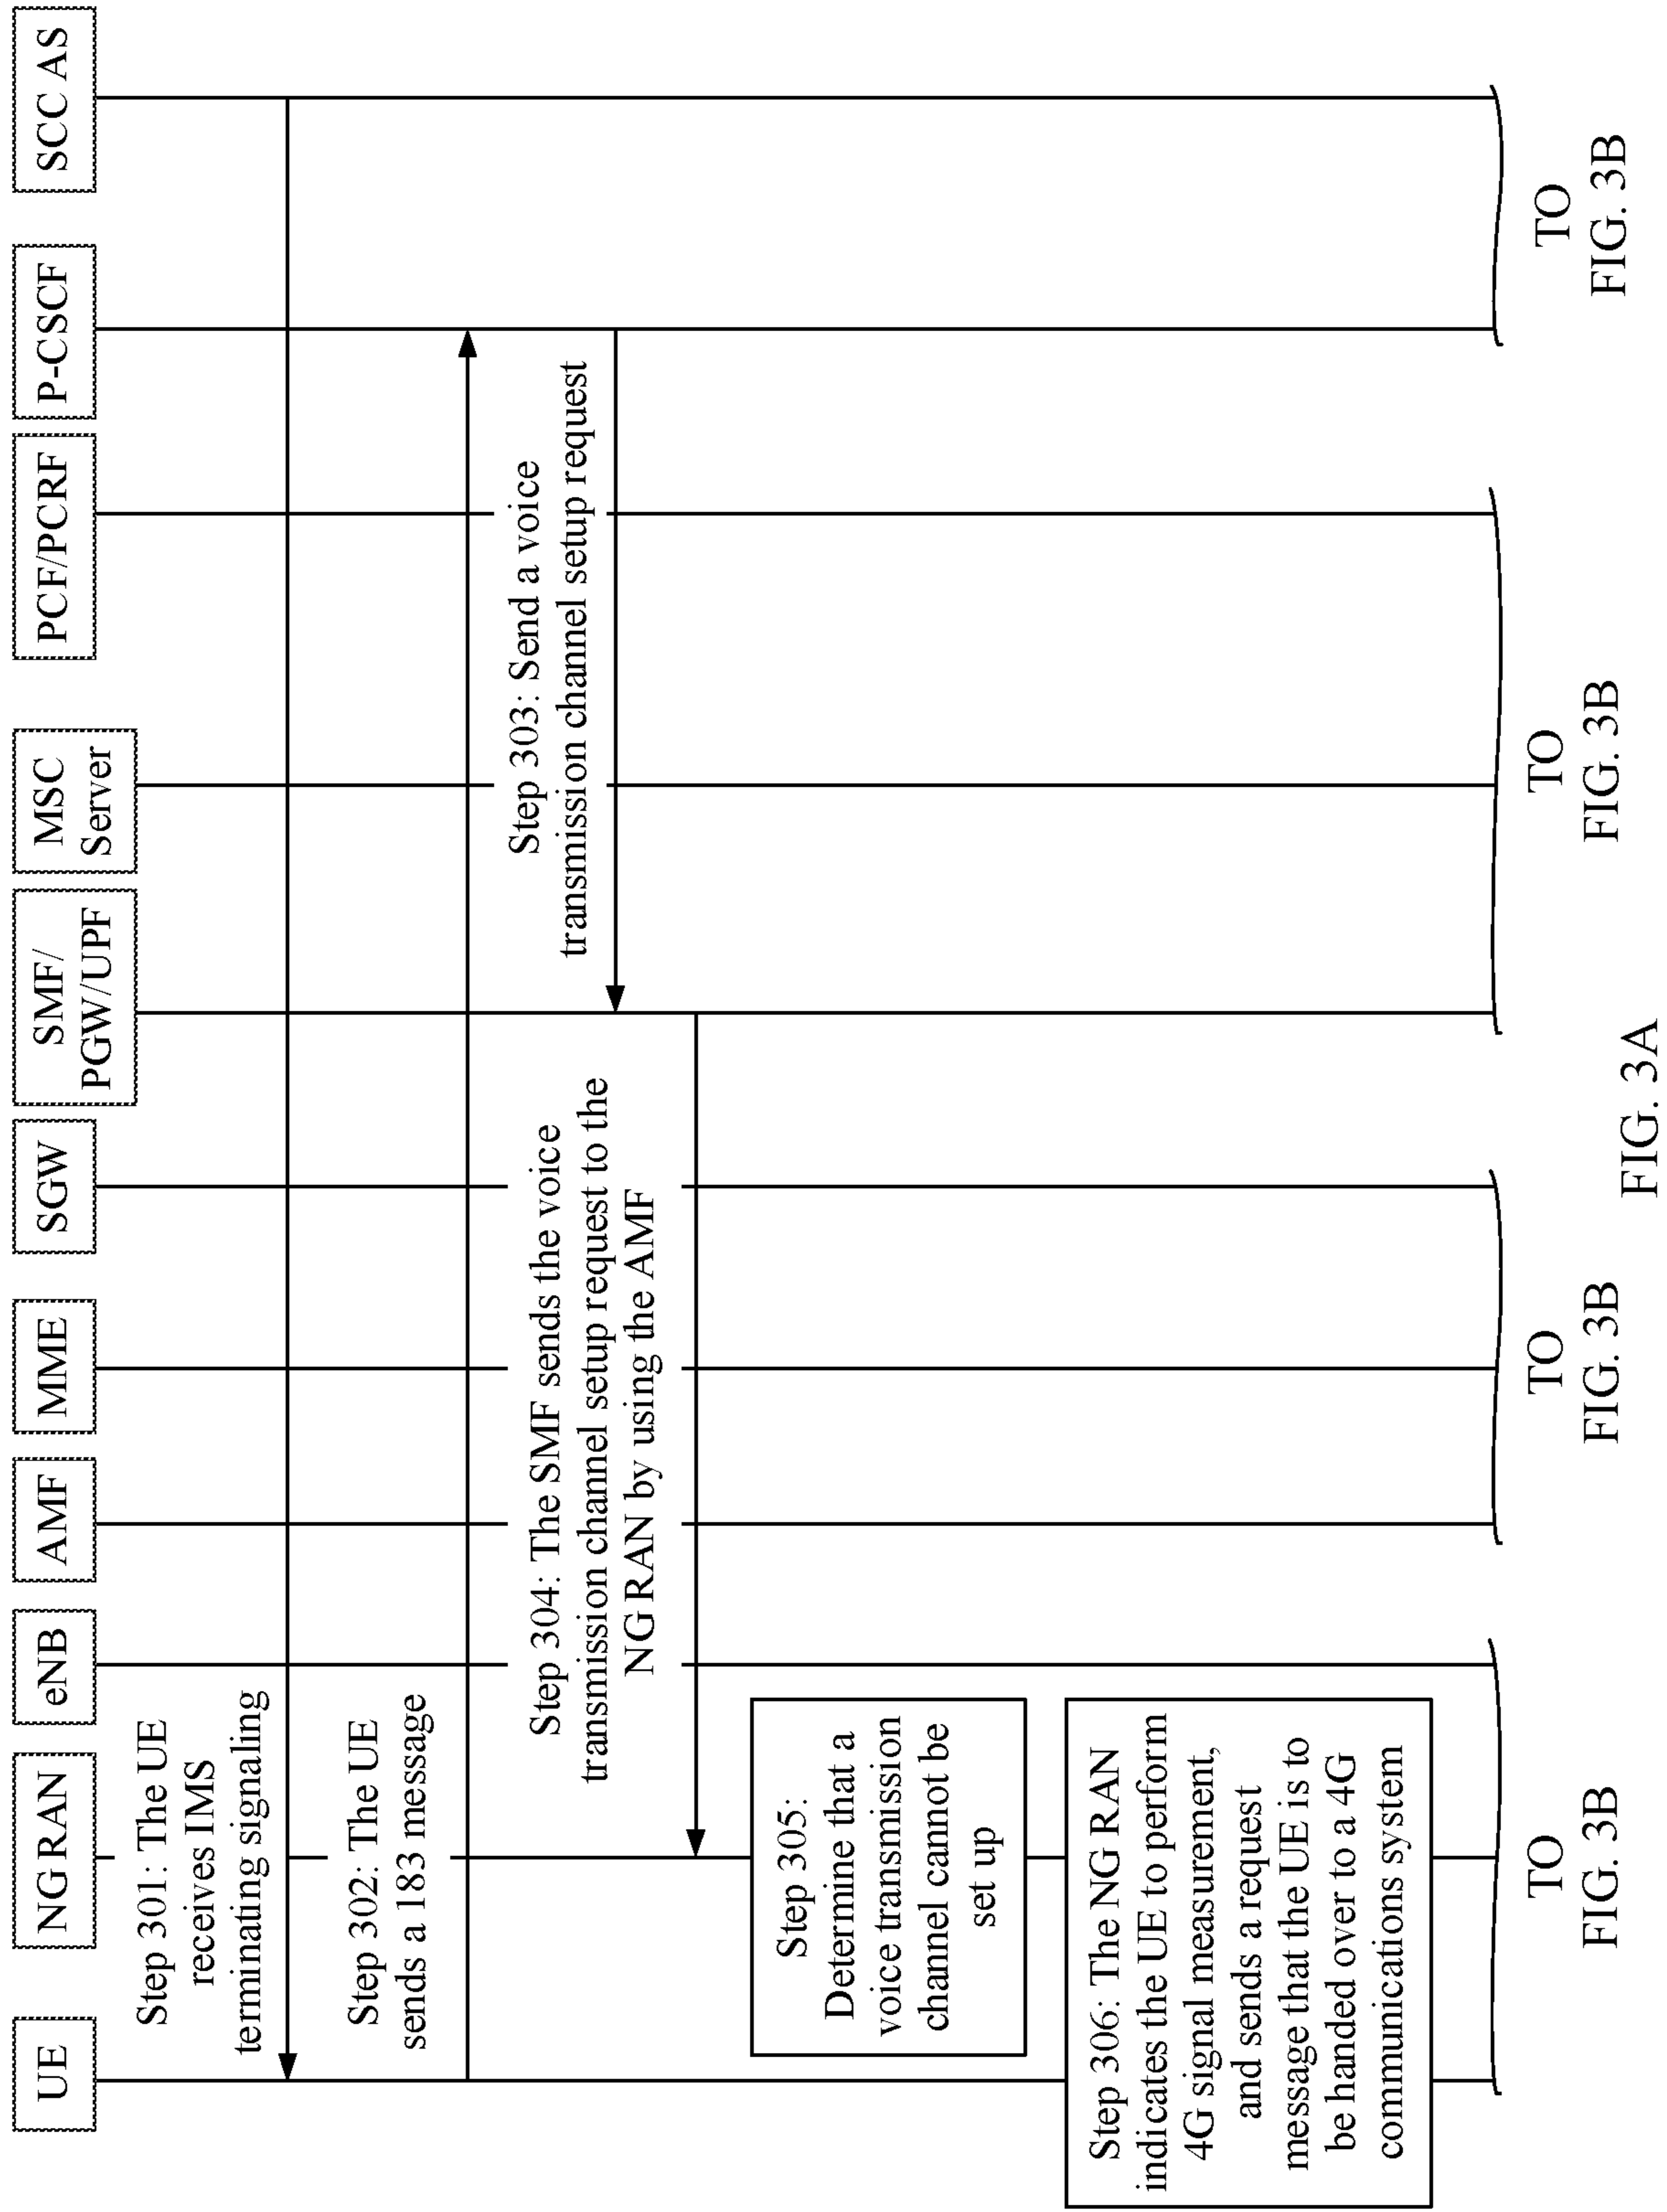 UE
NG RAN
eNB
AMF
MME
SGW
SMF/
PGW/UPF
MSC
Server
PCF/PCRF
P-CSCF
SCC AS
Step 301: The UE
receives IMS
terminating signaling
Step 302: The UE
sends a 183 message
Step 303: Send a voice
transmission channel setup request
Step 304: The SMF sends the voice
transmission channel setup request to the
NG RAN by using the AMF
Step 305:
Determine that a
voice transmission
channel cannot be
set up
Step 306: The NG RAN
indicates the UE to perform
4G signal measurement,
and sends a request
message that the UE is to
be handed over to a 4G
communications system
TO
FIG. 3B
TO
FIG. 3B
TO
FIG. 3B
TO
FIG. 3B
FIG. 3A